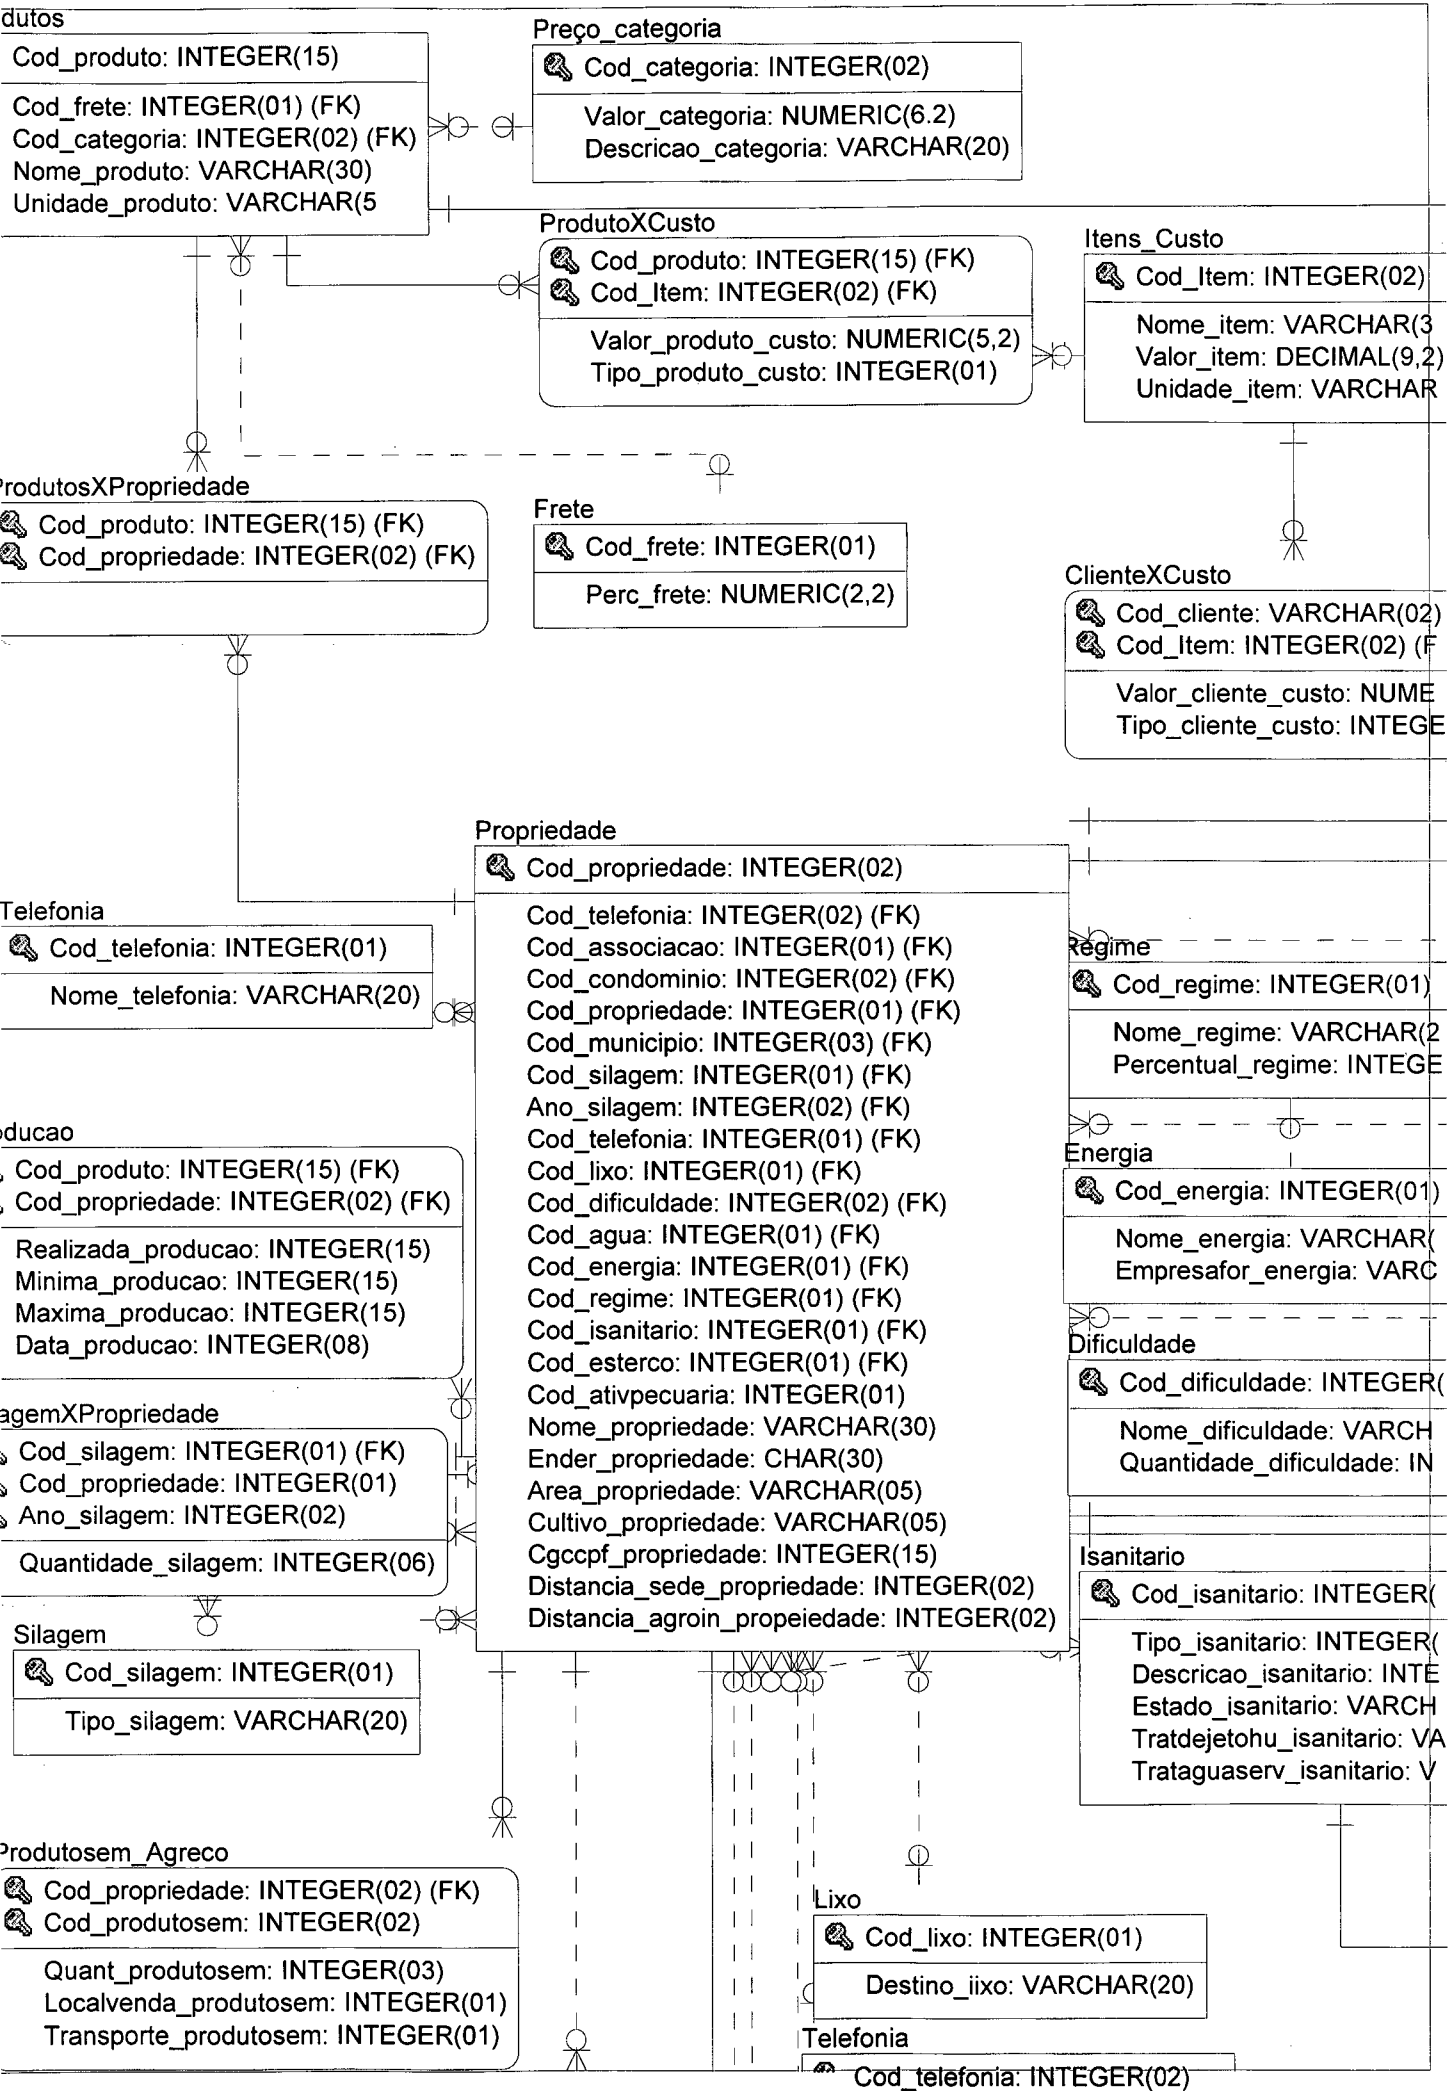 dutos
Cod_produto: INTEGER(15)
Cod_frete: INTEGER(01) (FK)
Cod_categoria: INTEGER(02) (FK)
Nome_produto: VARCHAR(30)
Unidade_produto: VARCHAR(5
Preço_categoria
Cod_categoria: INTEGER(02)
Valor_categoria: NUMERIC(6.2)
Descricao_categoria: VARCHAR(20)
ProdutoXCusto
Cod_produto: INTEGER(15) (FK)
Cod_Item: INTEGER(02) (FK)
Valor_produto_custo: NUMERIC(5,2)
Tipo_produto_custo: INTEGER(01)
Itens_Custo
Cod_Item: INTEGER(02)
Nome_item: VARCHAR(3
Valor_item: DECIMAL(9,2)
Unidade_item: VARCHAR
ProdutosXPropriedade
Cod_produto: INTEGER(15) (FK)
Cod_propriedade: INTEGER(02) (FK)
Frete
Cod_frete: INTEGER(01)
Perc_frete: NUMERIC(2,2)
ClienteXCusto
Cod_cliente: VARCHAR(02)
Cod_Item: INTEGER(02) (F
Valor_cliente_custo: NUME
Tipo_cliente_custo: INTEGE
Propriedade
Cod_propriedade: INTEGER(02)
Cod_telefonia: INTEGER(02) (FK)
Cod_associacao: INTEGER(01) (FK)
Cod_condominio: INTEGER(02) (FK)
Cod_propriedade: INTEGER(01) (FK)
Cod_municipio: INTEGER(03) (FK)
Cod_silagem: INTEGER(01) (FK)
Ano_silagem: INTEGER(02) (FK)
Cod_telefonia: INTEGER(01) (FK)
Cod_lixo: INTEGER(01) (FK)
Cod_dificuldade: INTEGER(02) (FK)
Cod_agua: INTEGER(01) (FK)
Cod_energia: INTEGER(01) (FK)
Cod_regime: INTEGER(01) (FK)
Cod_isanitario: INTEGER(01) (FK)
Cod_esterco: INTEGER(01) (FK)
Cod_ativpecuaria: INTEGER(01)
Nome_propriedade: VARCHAR(30)
Ender_propriedade: CHAR(30)
Area_propriedade: VARCHAR(05)
Cultivo_propriedade: VARCHAR(05)
Cgccpf_propriedade: INTEGER(15)
Distancia_sede_propriedade: INTEGER(02)
Distancia_agroin_propeiedade: INTEGER(02)
Telefonia
Cod_telefonia: INTEGER(01)
Nome_telefonia: VARCHAR(20)
Regime
Cod_regime: INTEGER(01)
Nome_regime: VARCHAR(2
Percentual_regime: INTEGE
oducao
Cod_produto: INTEGER(15) (FK)
Cod_propriedade: INTEGER(02) (FK)
Realizada_producao: INTEGER(15)
Minima_producao: INTEGER(15)
Maxima_producao: INTEGER(15)
Data_producao: INTEGER(08)
Energia
Cod_energia: INTEGER(01)
Nome_energia: VARCHAR(
Empresafor_energia: VARC
Dificuldade
Cod_dificuldade: INTEGER(
Nome_dificuldade: VARCH
Quantidade_dificuldade: IN
agemXPropriedade
Cod_silagem: INTEGER(01) (FK)
Cod_propriedade: INTEGER(01)
Ano_silagem: INTEGER(02)
Quantidade_silagem: INTEGER(06)
Isanitario
Cod_isanitario: INTEGER(
Tipo_isanitario: INTEGER(
Descricao_isanitario: INTE
Estado_isanitario: VARCH
Tratdejetohu_isanitario: VA
Trataguaserv_isanitario: V
Silagem
Cod_silagem: INTEGER(01)
Tipo_silagem: VARCHAR(20)
Produtosem_Agreco
Cod_propriedade: INTEGER(02) (FK)
Cod_produtosem: INTEGER(02)
Quant_produtosem: INTEGER(03)
Localvenda_produtosem: INTEGER(01)
Transporte_produtosem: INTEGER(01)
Lixo
Cod_lixo: INTEGER(01)
Destino_iixo: VARCHAR(20)
Telefonia
Cod_telefonia: INTEGER(02)